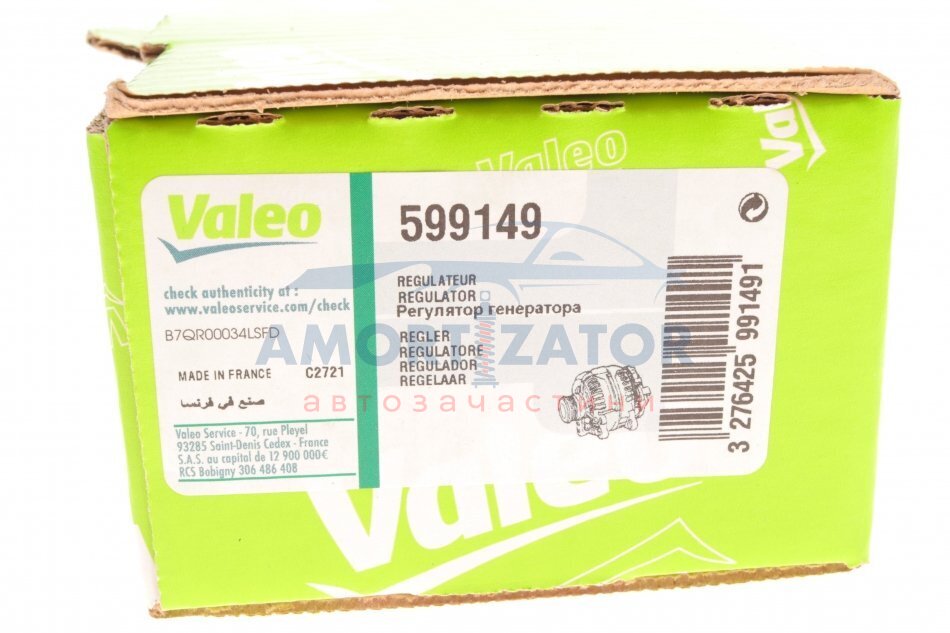 Valeo
Valeo
Valeo
check authenticity at :
www.valeoservice.com/check
B7QR00034LSFD
MADE IN FRANCE C2721
صنع في فرنسا
Valeo Service - 70, rue Pleyel
93285 Saint-Denis Cedex - France
S.A.S. au capital de 12 900 000€
RCS Bobigny 306 486 408
599149
REGULATEUR
REGULATOR
Регулятор генератора
REGLER
REGULATORE
REGULADOR
REGELAAR
3 276425 991491
AMORTIZATOR
автозапчастини
Valeo